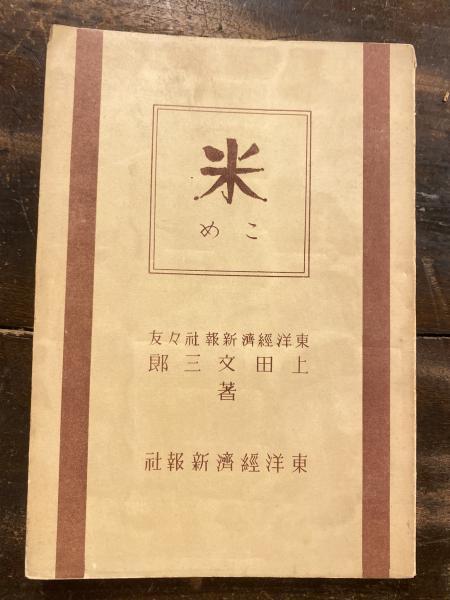 米
こめ
東洋經濟新報社々友
上田文三郎
著
東洋經濟新報社